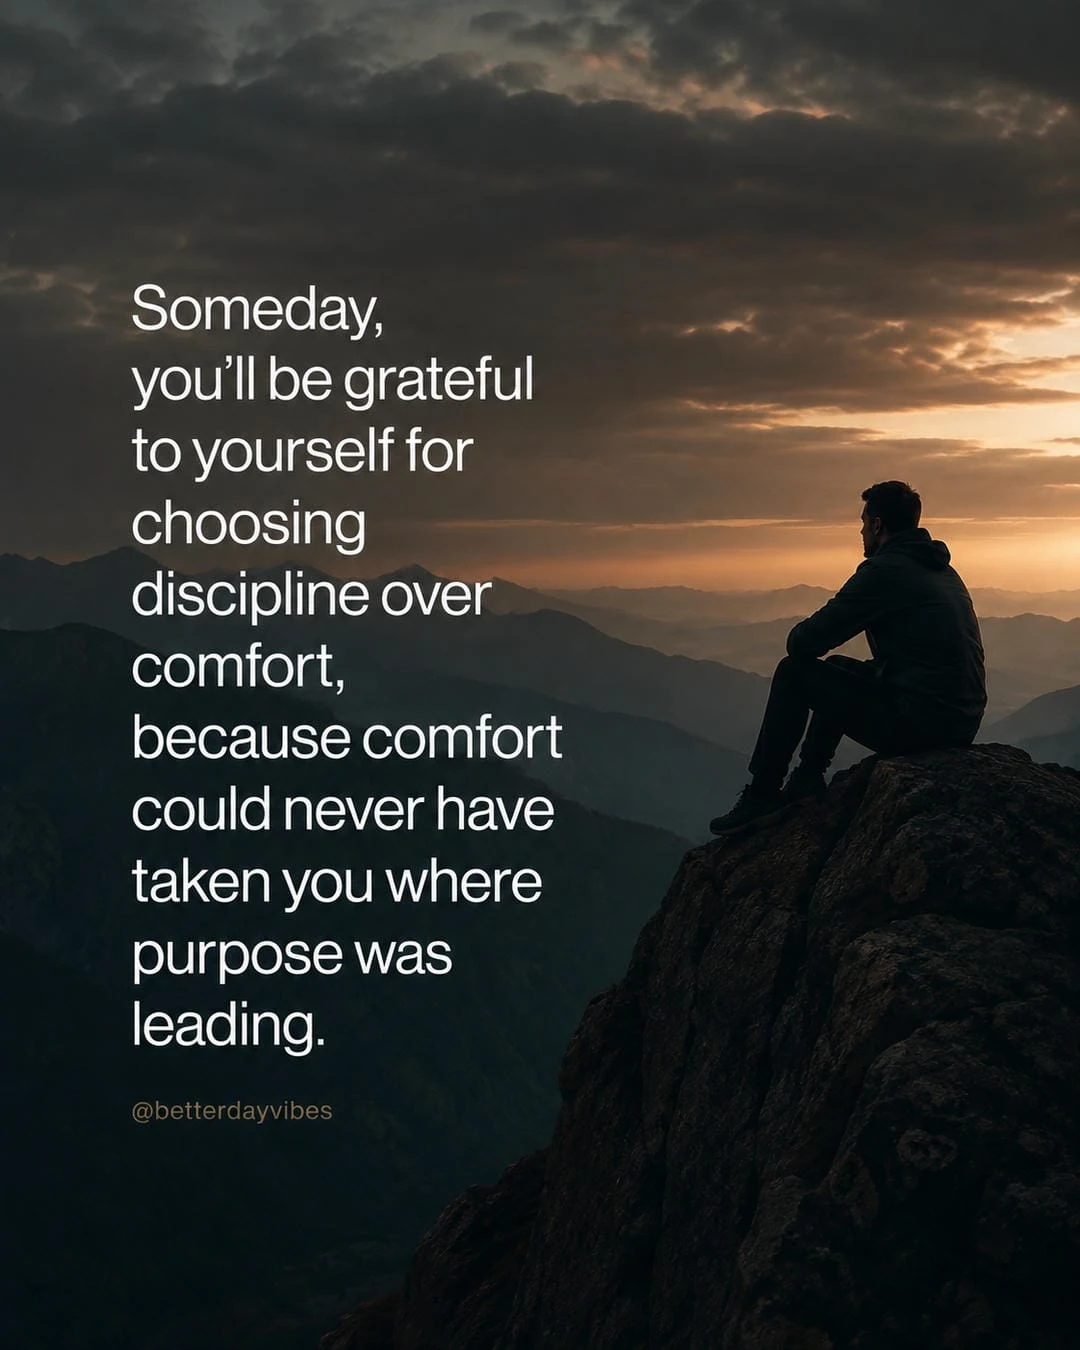 Someday,
you’ll be grateful
to yourself for
choosing
discipline over
comfort,
because comfort
could never have
taken you where
purpose was
leading.
@betterdayvibes